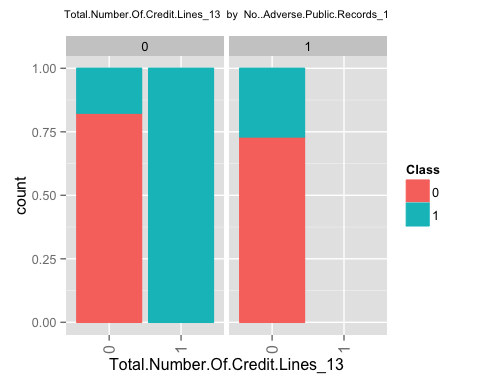 Total.Number.Of.Credit.Lines_13 by No..Adverse.Public.Records_1
0 1
1.00
0.75
0.50
0.25
0.00
count
0 1 0 1
Total.Number.Of.Credit.Lines_13
Class
0
1